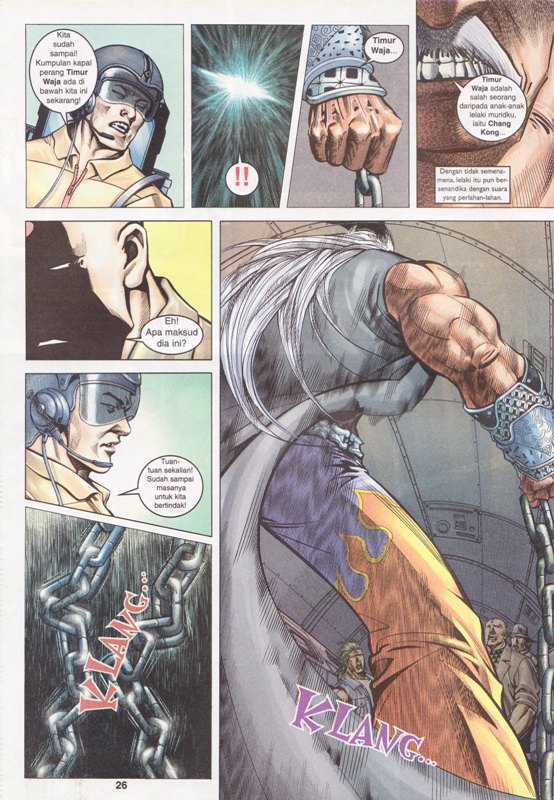 Kita
sudah
sampai!
Kumpulan kapal
perang Timur
Waja ada di
bawah kita ini
sekarang!
!!
Timur
Waja...
Timur
Waja adalah
salah seorang
daripada anak-anak
lelaki muridku,
iaitu Chang
Kong...
Dengan tidak semena-
mena, lelaki itu pun ber-
senandika dengan suara
yang perlahan-lahan.
Eh!
Apa maksud
dia ini?
Tuan-
tuan sekalian!
Sudah sampai
masanya
untuk kita
bertindak!
KLANG...
KLANG...
26